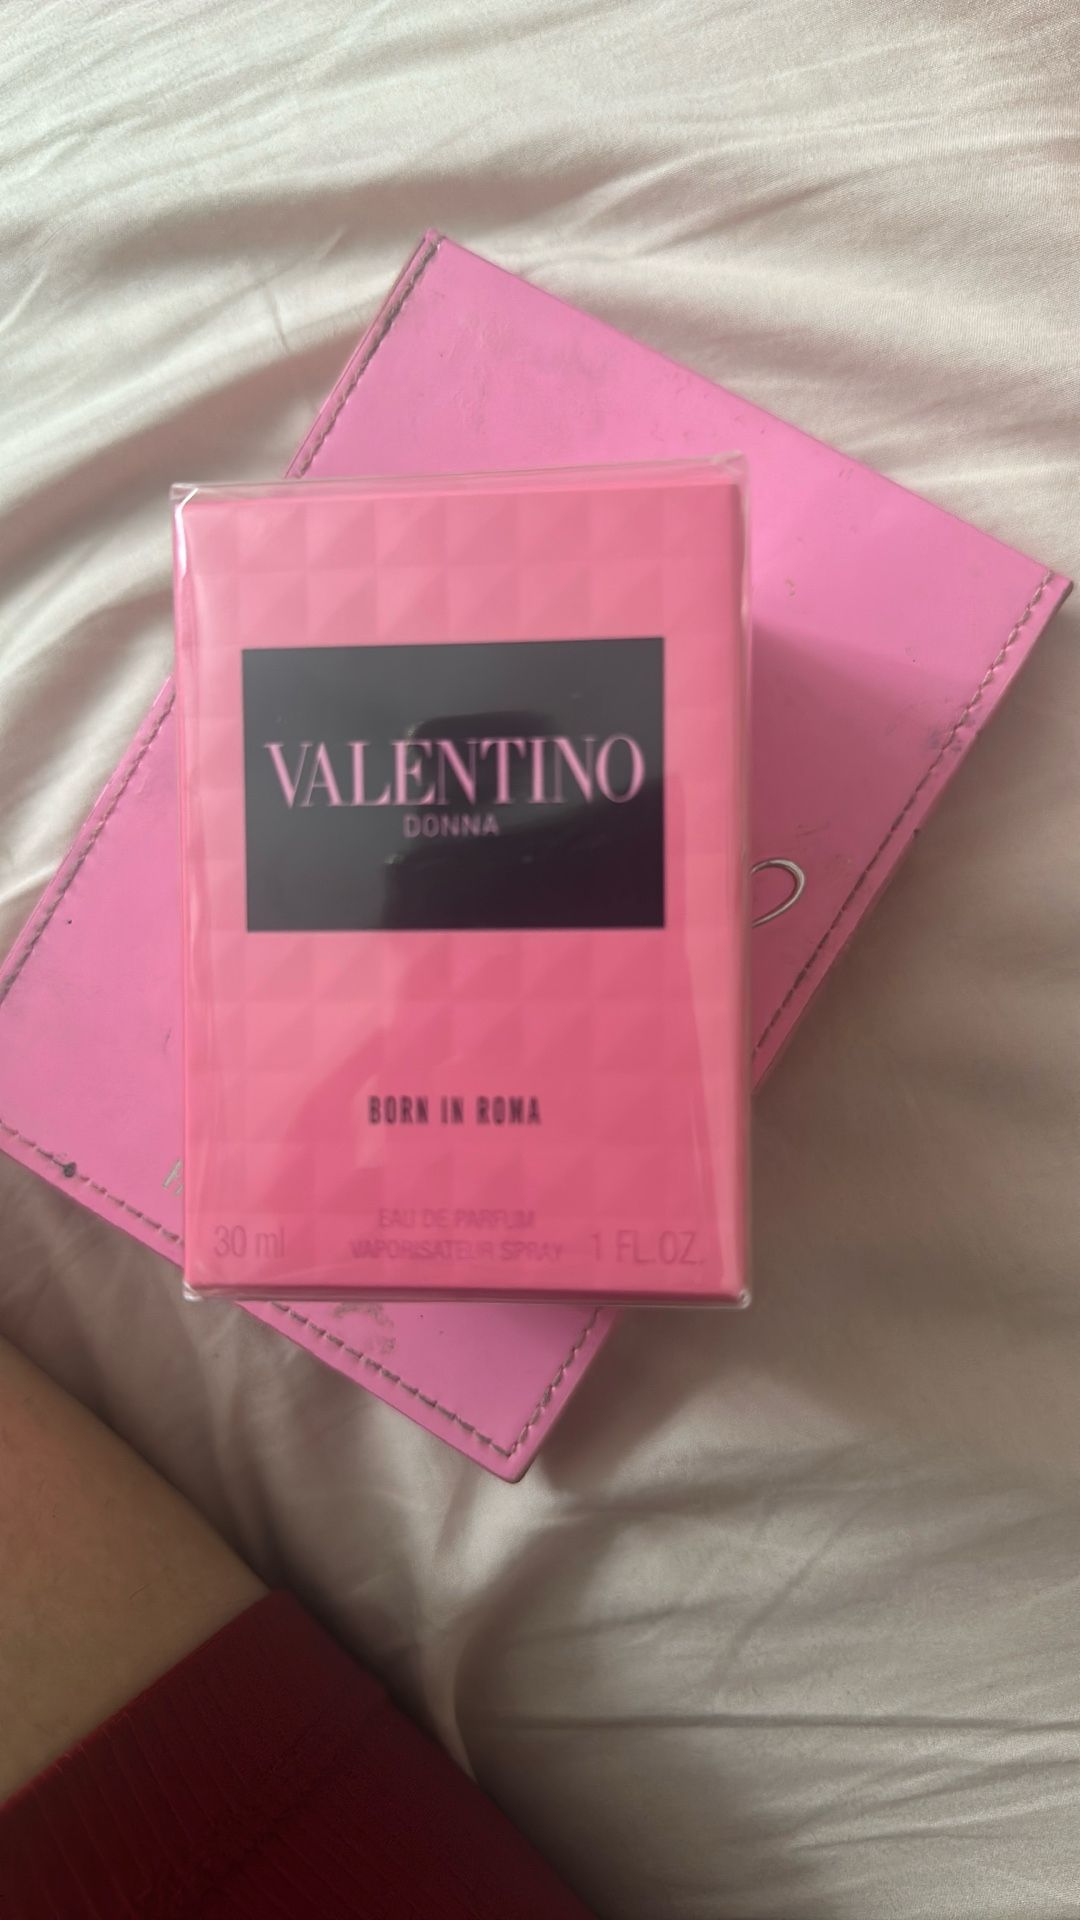 VALENTINO
DONNA
BORN IN ROMA
EAU DE PARFUM
30 ml VAPORISATEUR SPRAY 1 FL.OZ.